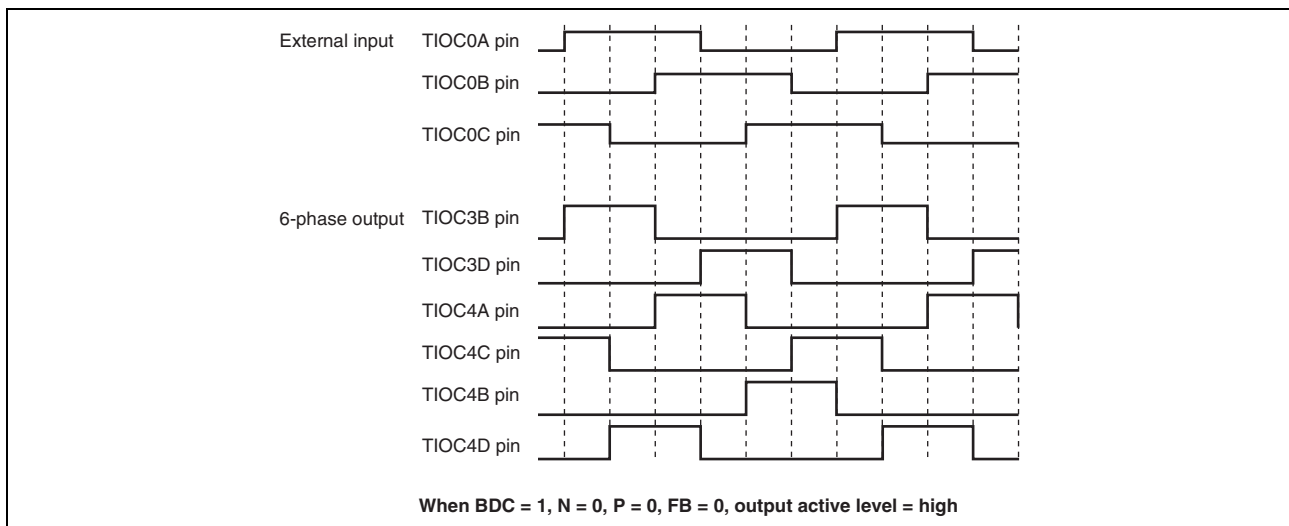 External input TIOC0A pin
TIOC0B pin
TIOC0C pin
6-phase output TIOC3B pin
TIOC3D pin
TIOC4A pin
TIOC4C pin
TIOC4B pin
TIOC4D pin
When BDC = 1, N = 0, P = 0, FB = 0, output active level = high